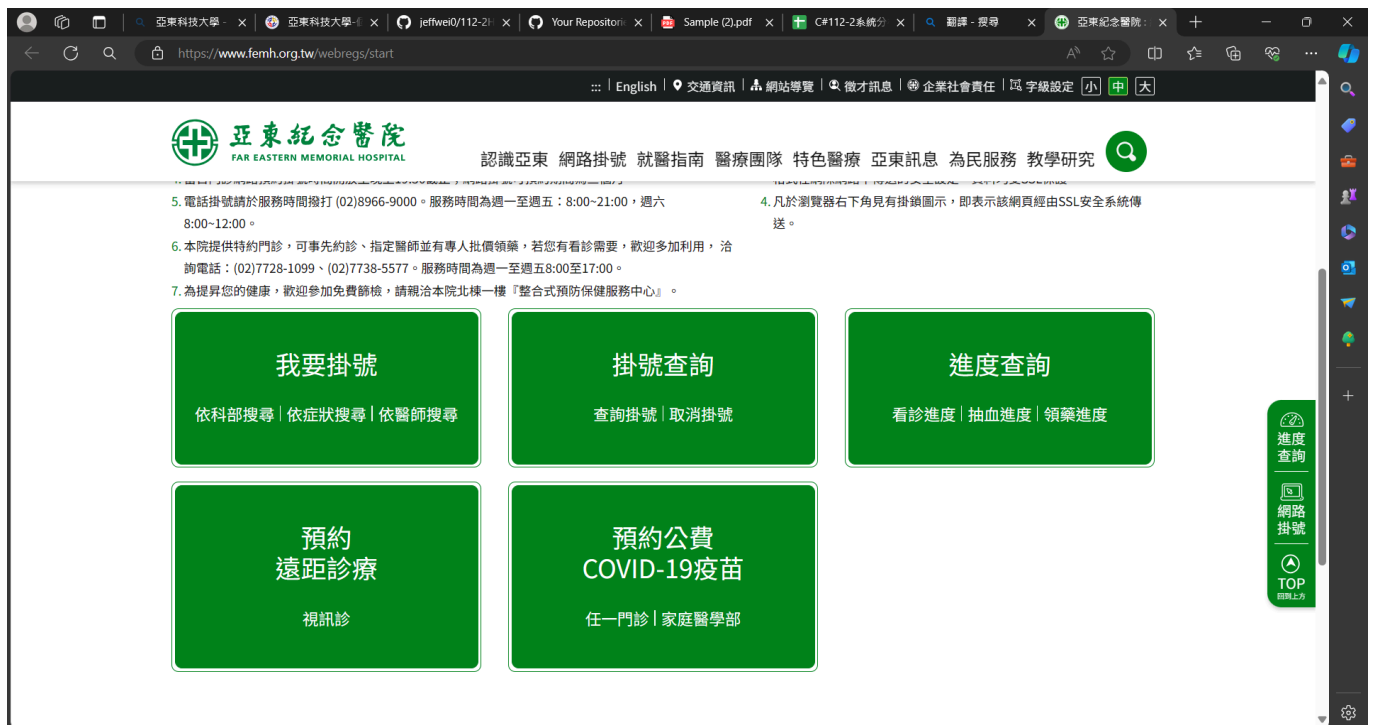 亞東科技大學 -
亞東科技大學-
jeffwei0/112-2
Your Repositori
Sample (2).pdf
C#112-2系統分
翻譯 - 搜尋
亞東紀念醫院 :
https://www.femh.org.tw/webregs/start
::: | English | 交通資訊 | 網站導覽 | 徵才訊息 | 企業社會責任 | 字級設定 小 中 大
亞東紀念醫院
FAR EASTERN MEMORIAL HOSPITAL
認識亞東 網路掛號 就醫指南 醫療團隊 特色醫療 亞東訊息 為民服務 教學研究
5. 電話掛號請於服務時間撥打 (02)8966-9000。服務時間為週一至週五：8:00~21:00，週六
8:00~12:00。
6. 本院提供特約門診，可事先約診、指定醫師並有專人批價領藥，若您有看診需要，歡迎多加利用， 洽
詢電話：(02)7728-1099、(02)7738-5577。服務時間為週一至週五8:00至17:00。
7. 為提昇您的健康，歡迎參加免費篩檢，請親洽本院北棟一樓『整合式預防保健服務中心』。
4. 凡於瀏覽器右下角見有掛鎖圖示，即表示該網頁經由SSL安全系統傳
送。
我要掛號
依科部搜尋 | 依症狀搜尋 | 依醫師搜尋
掛號查詢
查詢掛號 | 取消掛號
進度查詢
看診進度 | 抽血進度 | 領藥進度
預約
遠距診療
視訊診
預約公費
COVID-19疫苗
任一門診 | 家庭醫學部
進度
查詢
網路
掛號
TOP
回到上方